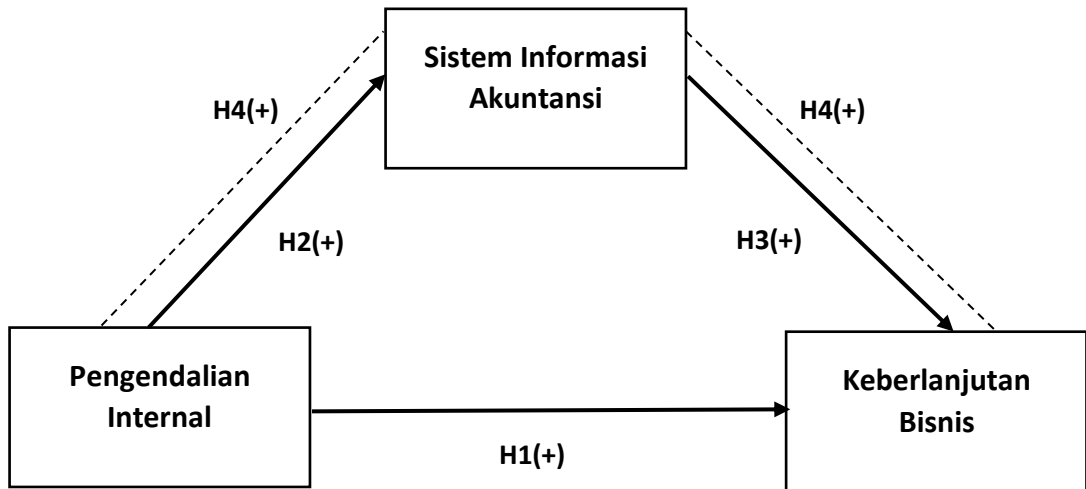 Sistem Informasi
Akuntansi
H4(+)
H4(+)
H2(+)
H3(+)
Pengendalian
Internal
Keberlanjutan
Bisnis
H1(+)